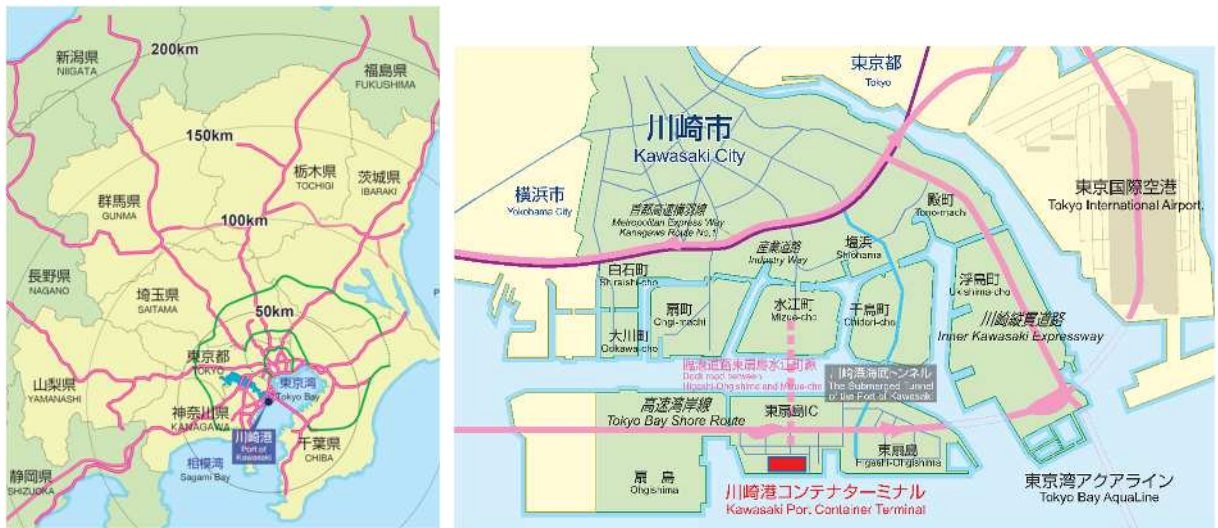 200km
新潟県
NIIGATA
福島県
FUKUSHIMA
150km
栃木県
TOCHIGI
茨城県
IBARAKI
群馬県
GUNMA
100km
長野県
NAGANO
埼玉県
SAITAMA
50km
東京都
TOKYO
東京湾
Tokyo Bay
山梨県
YAMANASHI
神奈川県
KANAGAWA
川崎港
Port of
Kawasaki
千葉県
CHIBA
相模湾
Sagami Bay
静岡県
SHIZUOKA
東京都
Tokyo
川崎市
Kawasaki City
横浜市
Yokohama City
東京国際空港
Tokyo International Airport
殿町
Tono-machi
首都高速横羽線
Metropolitan Express Way
Kanagawa Route No.1
産業道路
Industry Way
塩浜
Shiohama
白石町
Shiraishi-cho
扇町
Ohgi-machi
水江町
Mizue-cho
千鳥町
Chidori-cho
浮島町
Ukishima-cho
大川町
Ookawa-cho
川崎縦貫道路
Inner Kawasaki Expressway
臨港道路東扇島水江町線
Dock road between
Higashi-Ohgishima and Mizue-cho
川崎港海底トンネル
The Submerged Tunnel
of the Port of Kawasaki
高速湾岸線
Tokyo Bay Shore Route
東扇島IC
東扇島
Higashi-Ohgishima
扇島
Ohgishima
東京湾アクアライン
Tokyo Bay AquaLine
川崎港コンテナターミナル
Kawasaki Port Container Terminal